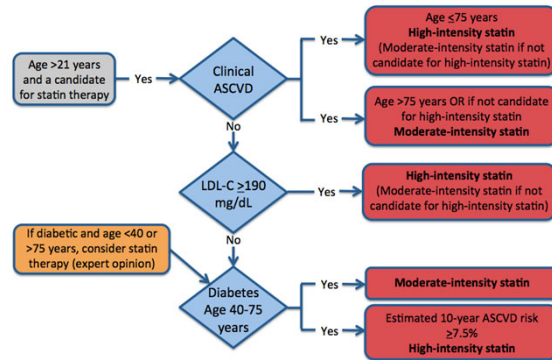 Age >21 years
and a candidate
for statin therapy
Yes
Clinical
ASCVD
Yes
Age ≤75 years
High-intensity statin
(Moderate-intensity statin if not
candidate for high-intensity statin)
Yes
Age >75 years OR if not candidate
for high-intensity statin
Moderate-intensity statin
No
LDL-C ≥190
mg/dL
Yes
High-intensity statin
(Moderate-intensity statin if not
candidate for high-intensity statin)
No
If diabetic and age <40 or
>75 years, consider statin
therapy (expert opinion)
Diabetes
Age 40-75
years
Yes
Moderate-intensity statin
Yes
Estimated 10-year ASCVD risk
≥7.5%
High-intensity statin